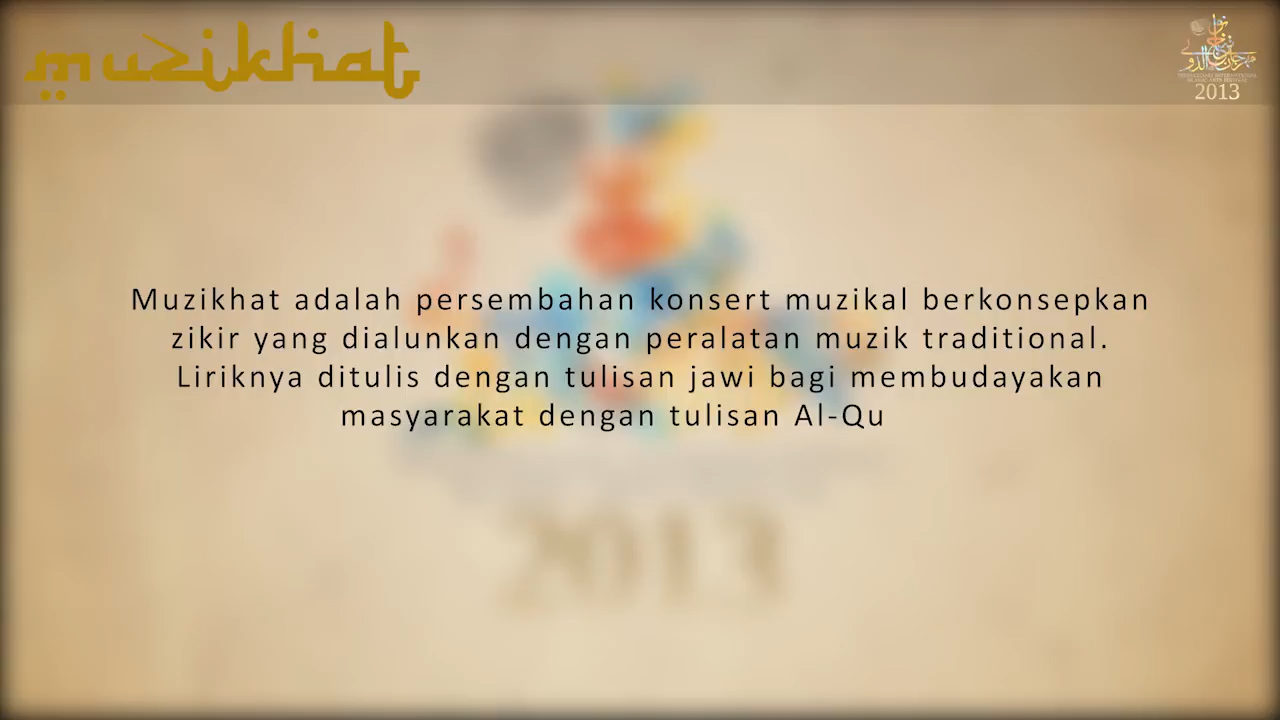 muzikhat
2013
Muzikhat adalah persembahan konsert muzikal berkonsepkan
zikir yang dialunkan dengan peralatan muzik traditional.
Liriknya ditulis dengan tulisan jawi bagi membudayakan
masyarakat dengan tulisan Al-Qu
2013